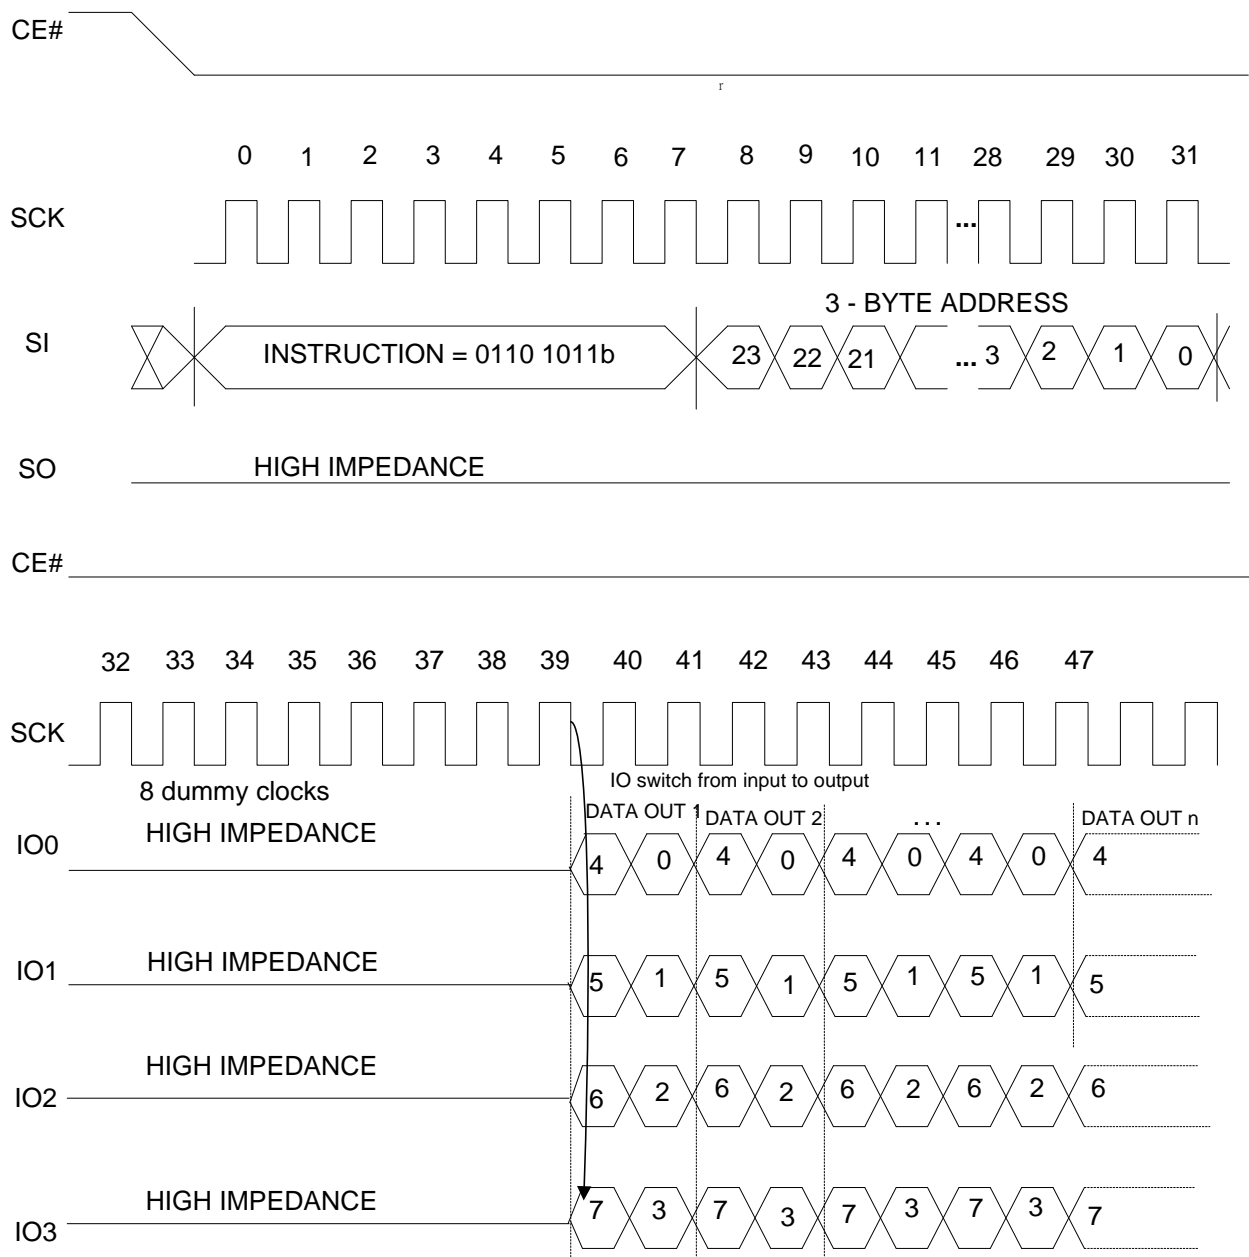 CE#
r
0 1 2 3 4 5 6 7 8 9 10 11 28 29 30 31
SCK ...
3 - BYTE ADDRESS
SI INSTRUCTION = 0110 1011b 23 22 21 ... 3 2 1 0
SO HIGH IMPEDANCE
CE#
32 33 34 35 36 37 38 39 40 41 42 43 44 45 46 47
SCK
8 dummy clocks IO switch from input to output
DATA OUT 1 DATA OUT 2 ... DATA OUT n
HIGH IMPEDANCE
IO0 4 0 4 0 4 0 4 0 4
HIGH IMPEDANCE
IO1 5 1 5 1 5 1 5 1 5
HIGH IMPEDANCE
IO2 6 2 6 2 6 2 6 2 6
HIGH IMPEDANCE
IO3 7 3 7 3 7 3 7 3 7